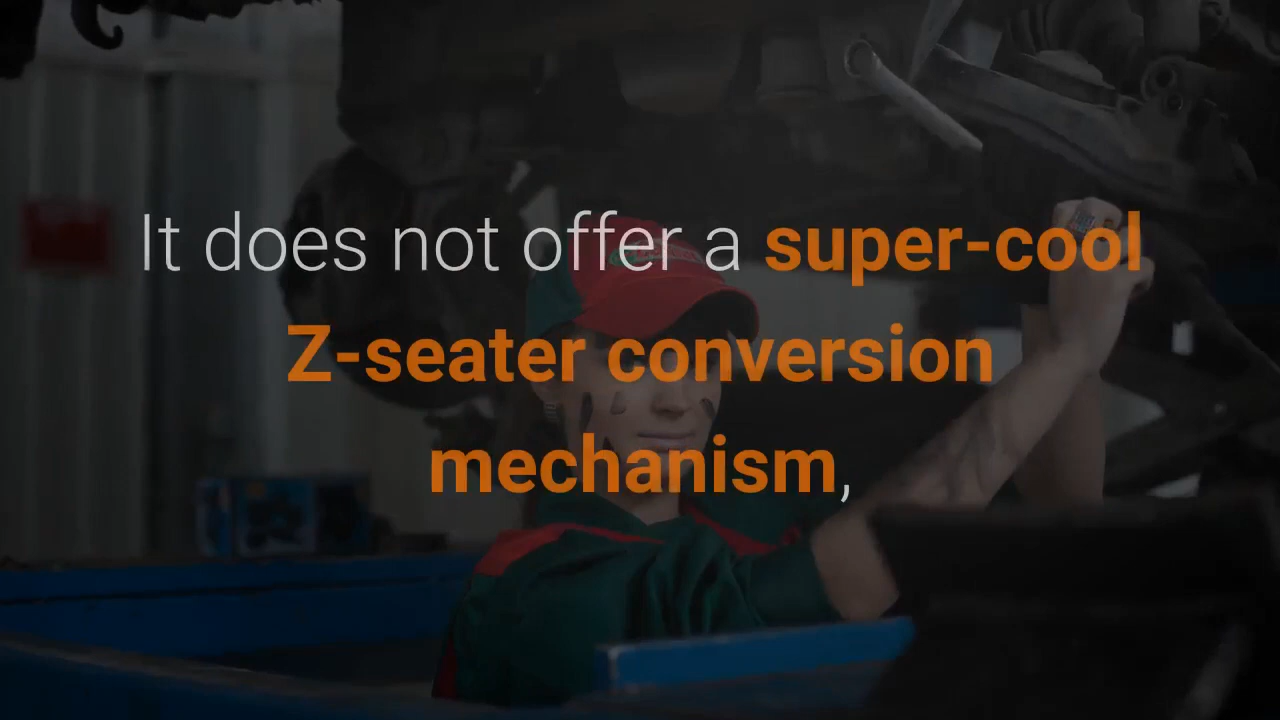 It does not offer a super-cool
Z-seater conversion
mechanism,